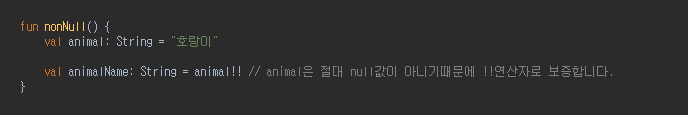 fun nonNull() {
    val animal: String = "호랑이"
    val animalName: String = animal!! // animal은 절대 null값이 아니기때문에 !!연산자로 보증합니다.
}